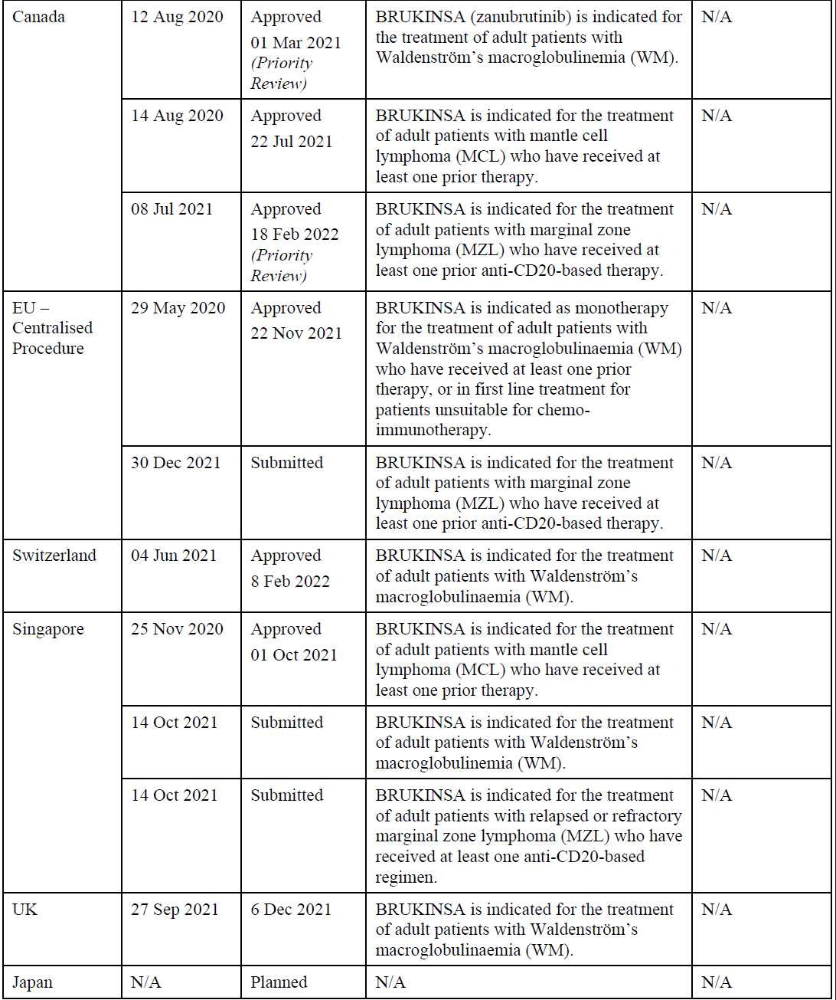 Canada
12 Aug 2020
Approved
01 Mar 2021
(Priority
Review)
BRUKINSA (zanubrutinib) is indicated for
the treatment of adult patients with
Waldenström’s macroglobulinemia (WM).
N/A
14 Aug 2020
Approved
22 Jul 2021
BRUKINSA is indicated for the treatment
of adult patients with mantle cell
lymphoma (MCL) who have received at
least one prior therapy.
N/A
08 Jul 2021
Approved
18 Feb 2022
(Priority
Review)
BRUKINSA is indicated for the treatment
of adult patients with marginal zone
lymphoma (MZL) who have received at
least one prior anti-CD20-based therapy.
N/A
EU –
Centralised
Procedure
29 May 2020
Approved
22 Nov 2021
BRUKINSA is indicated as monotherapy
for the treatment of adult patients with
Waldenström’s macroglobulinaemia (WM)
who have received at least one prior
therapy, or in first line treatment for
patients unsuitable for chemo-
immunotherapy.
N/A
30 Dec 2021
Submitted
BRUKINSA is indicated for the treatment
of adult patients with marginal zone
lymphoma (MZL) who have received at
least one prior anti-CD20-based therapy.
N/A
Switzerland
04 Jun 2021
Approved
8 Feb 2022
BRUKINSA is indicated for the treatment
of adult patients with Waldenström’s
macroglobulinaemia (WM).
N/A
Singapore
25 Nov 2020
Approved
01 Oct 2021
BRUKINSA is indicated for the treatment
of adult patients with mantle cell
lymphoma (MCL) who have received at
least one prior therapy.
N/A
14 Oct 2021
Submitted
BRUKINSA is indicated for the treatment
of adult patients with Waldenström’s
macroglobulinemia (WM).
N/A
14 Oct 2021
Submitted
BRUKINSA is indicated for the treatment
of adult patients with relapsed or refractory
marginal zone lymphoma (MZL) who have
received at least one anti-CD20-based
regimen.
N/A
UK
27 Sep 2021
6 Dec 2021
BRUKINSA is indicated for the treatment
of adult patients with Waldenström’s
macroglobulinaemia (WM).
N/A
Japan
N/A
Planned
N/A
N/A